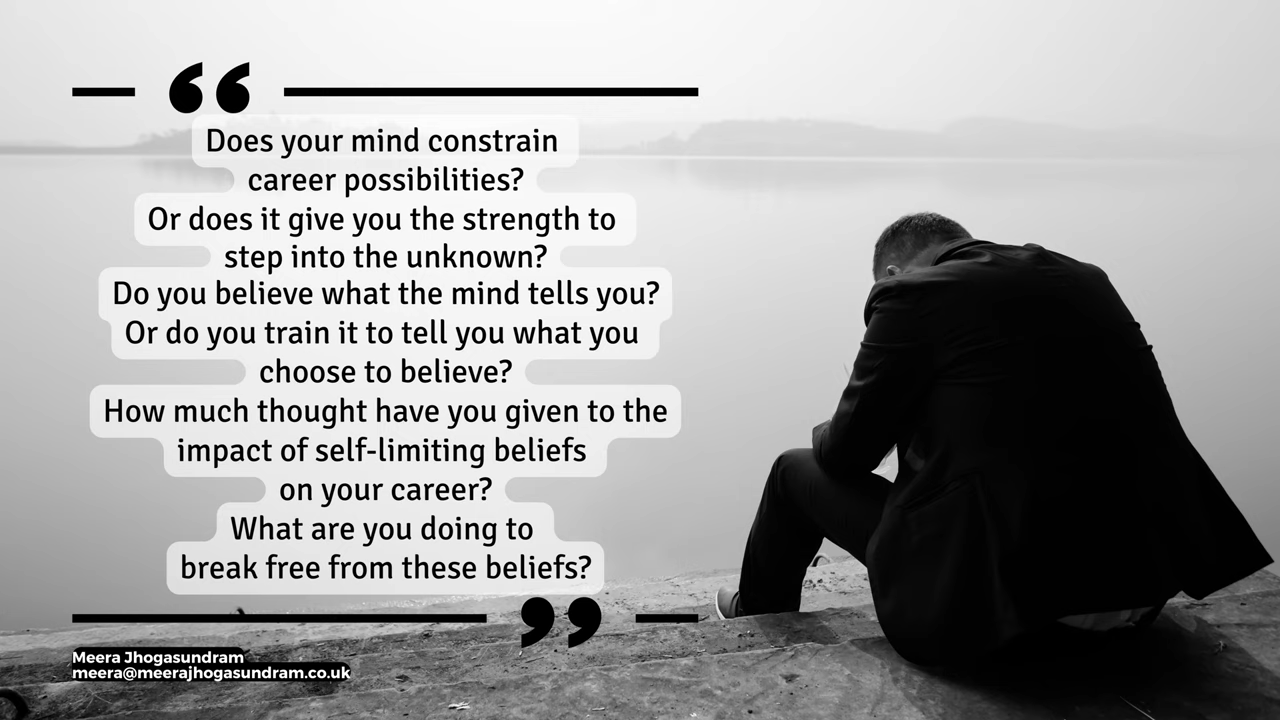 “
Does your mind constrain
career possibilities?
Or does it give you the strength to
step into the unknown?
Do you believe what the mind tells you?
Or do you train it to tell you what you
choose to believe?
How much thought have you given to the
impact of self-limiting beliefs
on your career?
What are you doing to
break free from these beliefs?
”
Meera Jhogasundram
meera@meerajhogasundram.co.uk